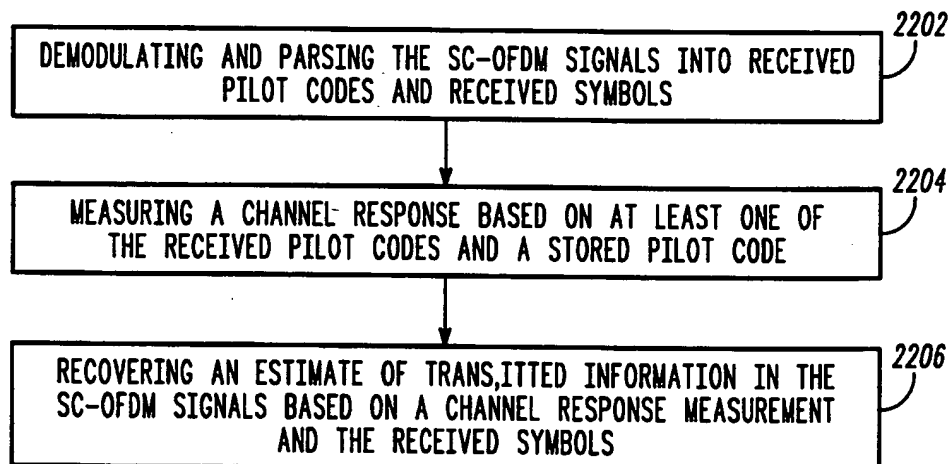 2202
DEMODULATING AND PARSING THE SC-OFDM SIGNALS INTO RECEIVED
PILOT CODES AND RECEIVED SYMBOLS
2204
MEASURING A CHANNEL RESPONSE BASED ON AT LEAST ONE OF
THE RECEIVED PILOT CODES AND A STORED PILOT CODE
2206
RECOVERING AN ESTIMATE OF TRANS,ITTED INFORMATION IN THE
SC-OFDM SIGNALS BASED ON A CHANNEL RESPONSE MEASUREMENT
AND THE RECEIVED SYMBOLS